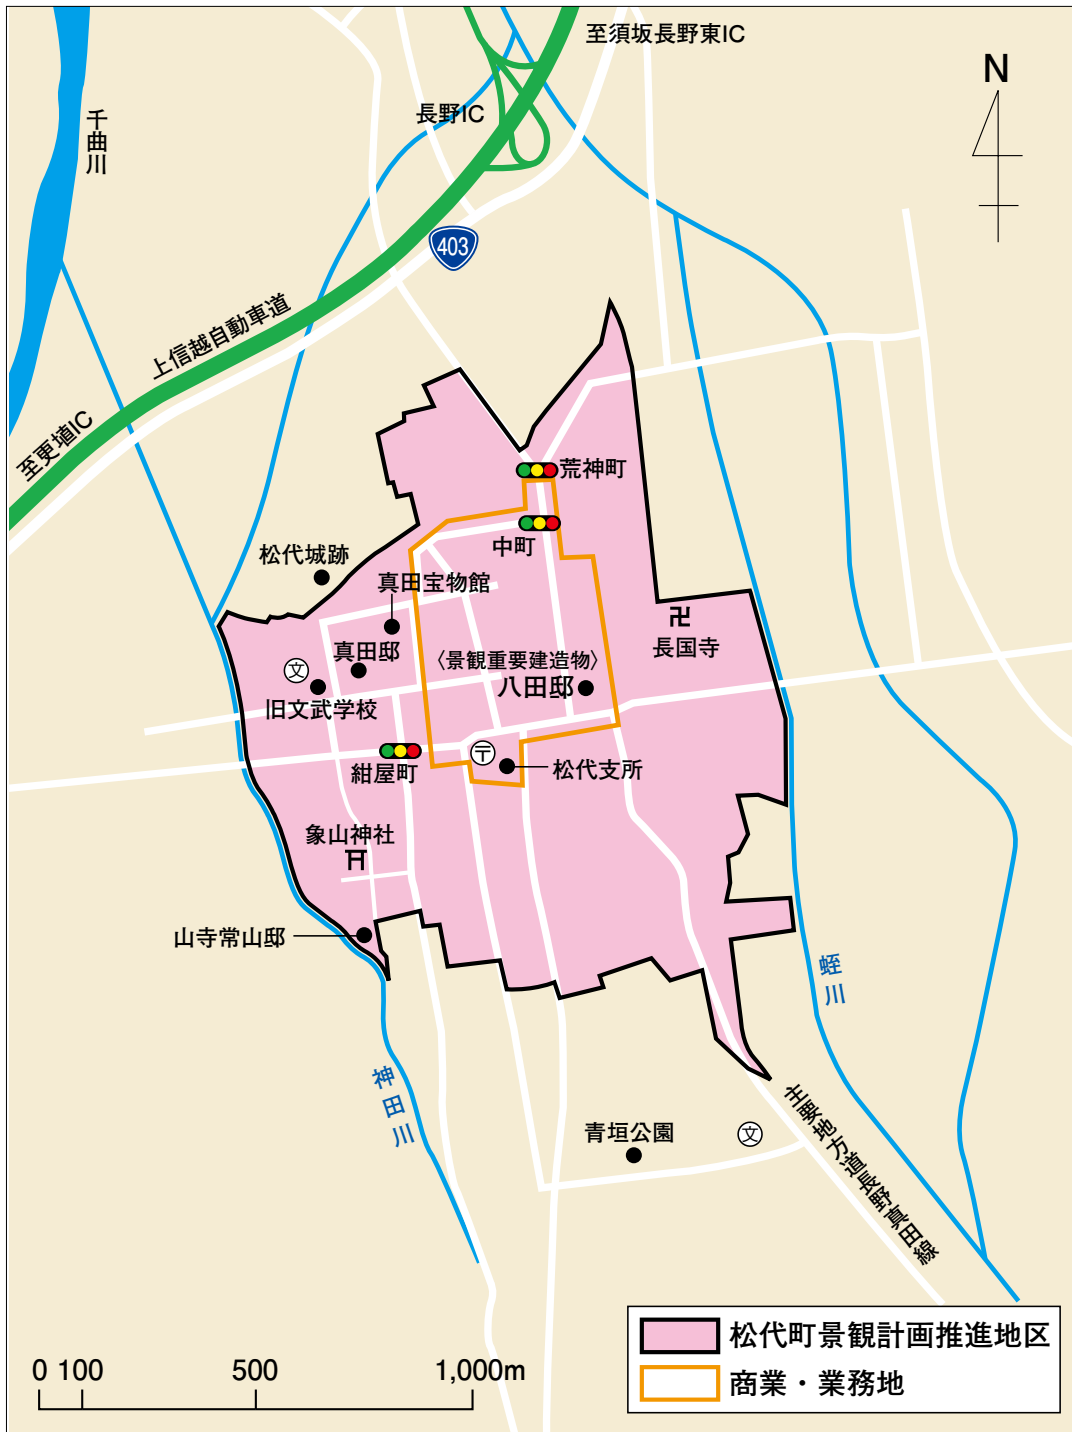 至須坂長野東IC
N
長野IC
千曲川
403
上信越自動車道
至更埴IC
荒神町
中町
松代城跡
真田宝物館
卍
長国寺
真田邸
〈景観重要建造物〉
八田邸
文
旧文武学校
〒
松代支所
紺屋町
象山神社
山寺常山邸
蛭川
神田川
青垣公園
文
主要地方道長野真田線
松代町景観計画推進地区
商業・業務地
0 100 500 1,000m